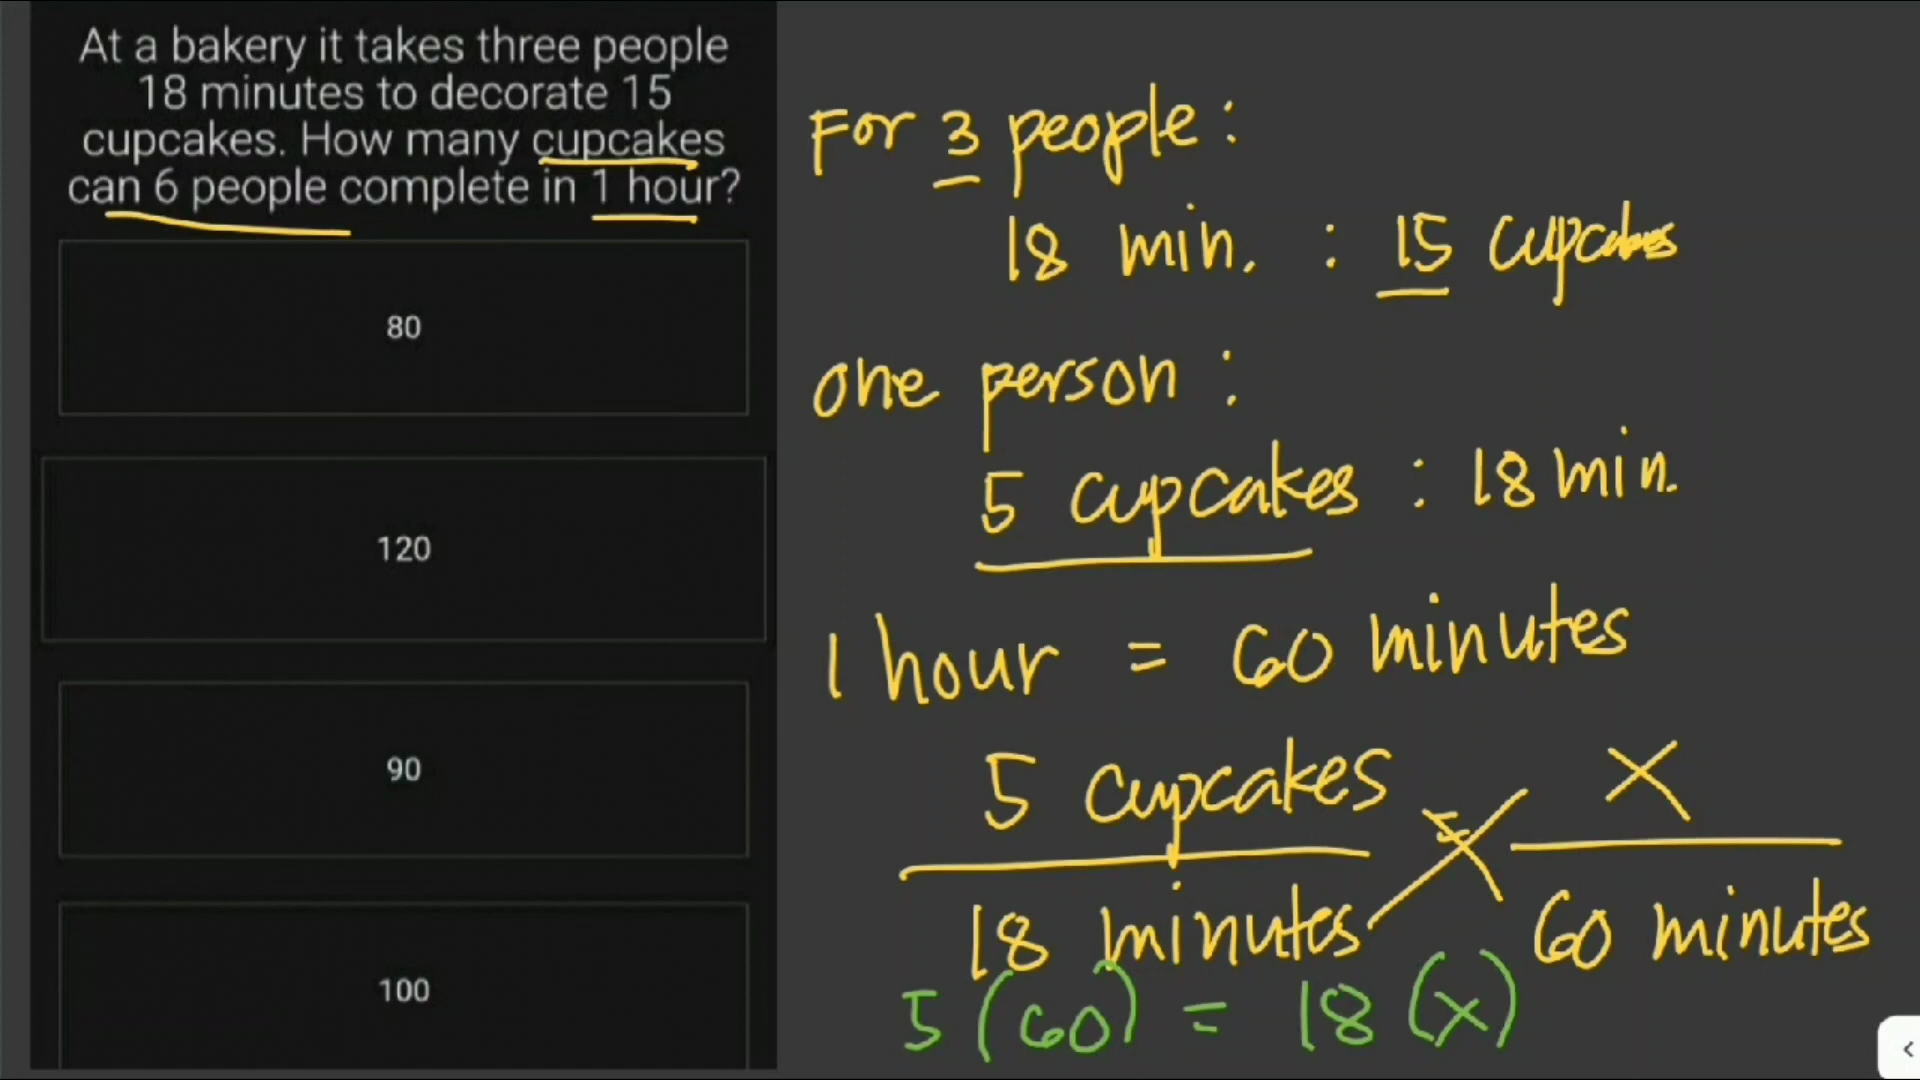 At a bakery it takes three people
18 minutes to decorate 15
cupcakes. How many cupcakes
can 6 people complete in 1 hour?
80
120
90
100
For 3 people:
18 min. : 15 cupcakes
one person :
5 cupcakes : 18 min.
1 hour = 60 minutes
5 cupcakes = x
18 minutes 60 minutes
5 (60) = 18 (x)
<